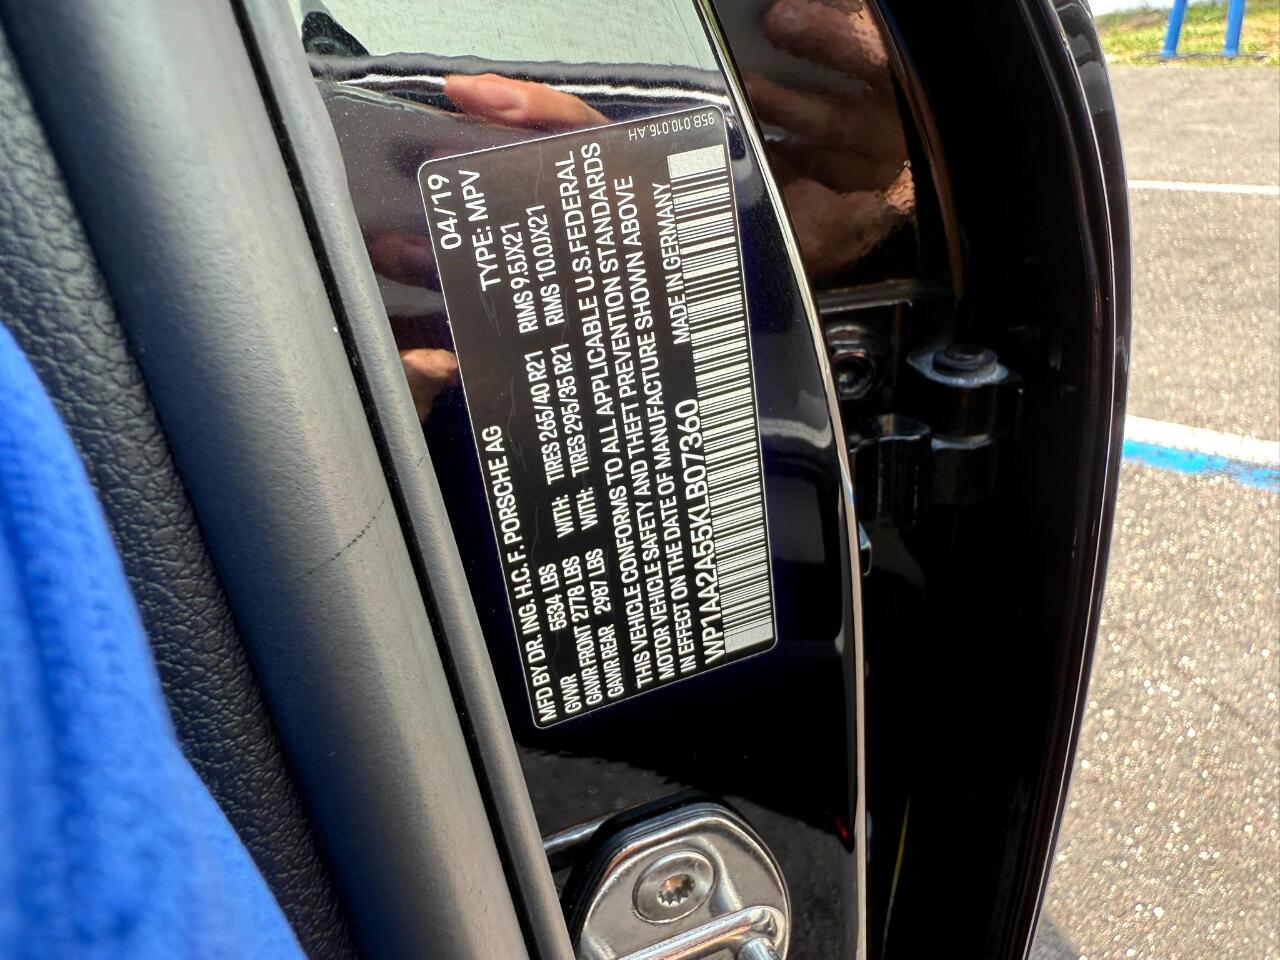 MFD BY DR. ING. H.C. F. PORSCHE AG 04/19
GVWR 5534 LBS TYPE: MPV
GAWR FRONT 2778 LBS WITH: TIRES 265/40 R21 RIMS 9.5JX21
GAWR REAR 2987 LBS WITH: TIRES 295/35 R21 RIMS 10.0JX21
THIS VEHICLE CONFORMS TO ALL APPLICABLE U.S.FEDERAL
MOTOR VEHICLE SAFETY AND THEFT PREVENTION STANDARDS
IN EFFECT ON THE DATE OF MANUFACTURE SHOWN ABOVE
WP1AA2A55KLB07360 MADE IN GERMANY
95B.010.016.AH